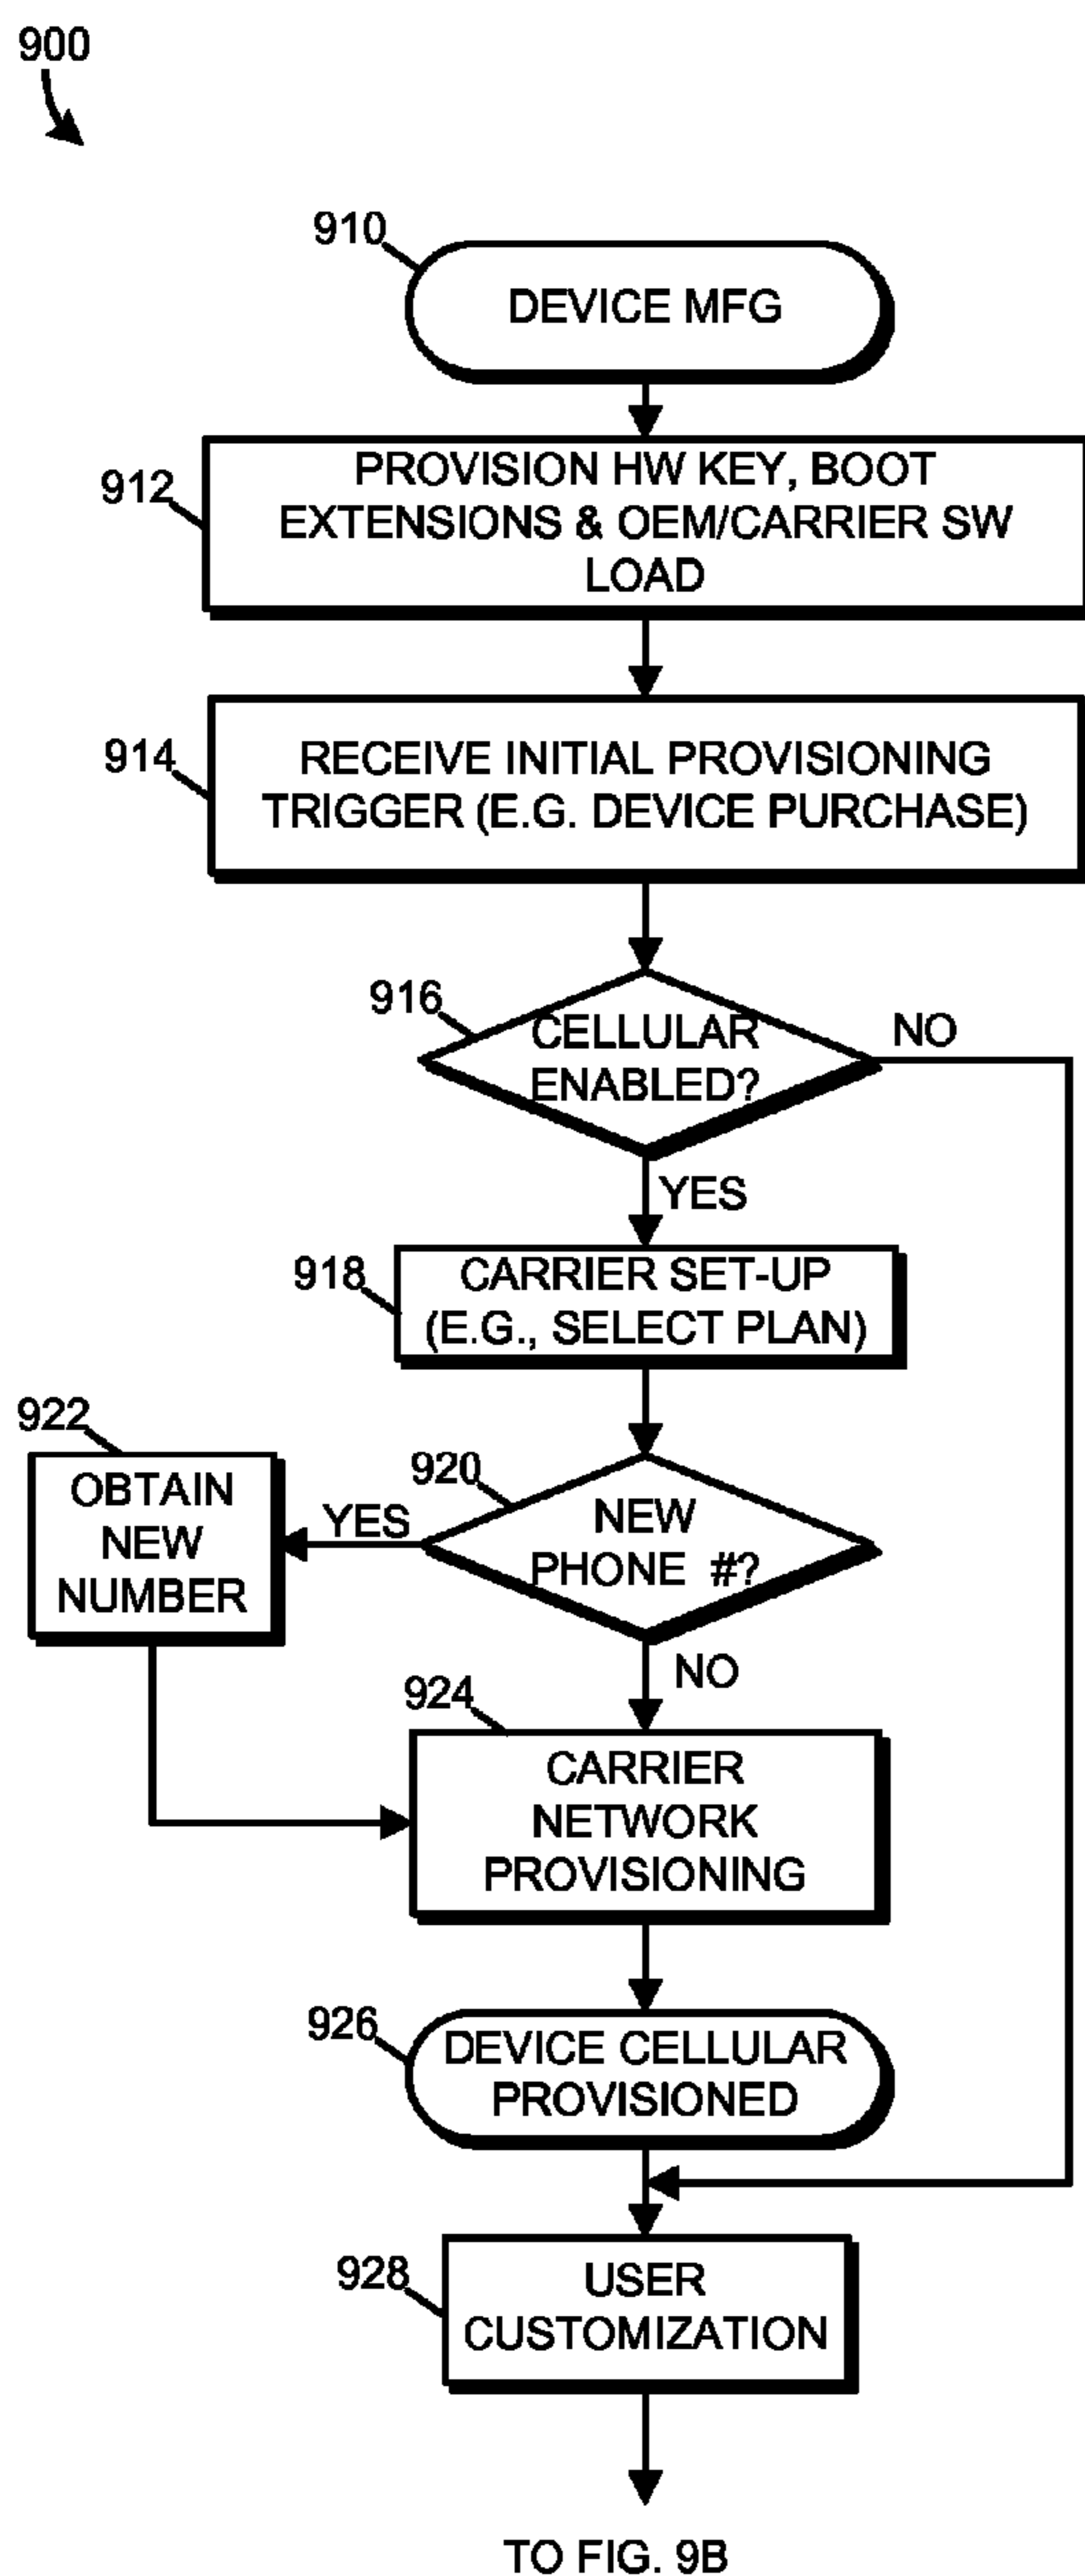 900
910
DEVICE MFG
912
PROVISION HW KEY, BOOT
EXTENSIONS & OEM/CARRIER SW
LOAD
914
RECEIVE INITIAL PROVISIONING
TRIGGER (E.G. DEVICE PURCHASE)
916
CELLULAR
ENABLED?
NO
YES
918
CARRIER SET-UP
(E.G., SELECT PLAN)
920
NEW
PHONE #?
YES
922
OBTAIN
NEW
NUMBER
NO
924
CARRIER
NETWORK
PROVISIONING
926
DEVICE CELLULAR
PROVISIONED
928
USER
CUSTOMIZATION
TO FIG. 9B